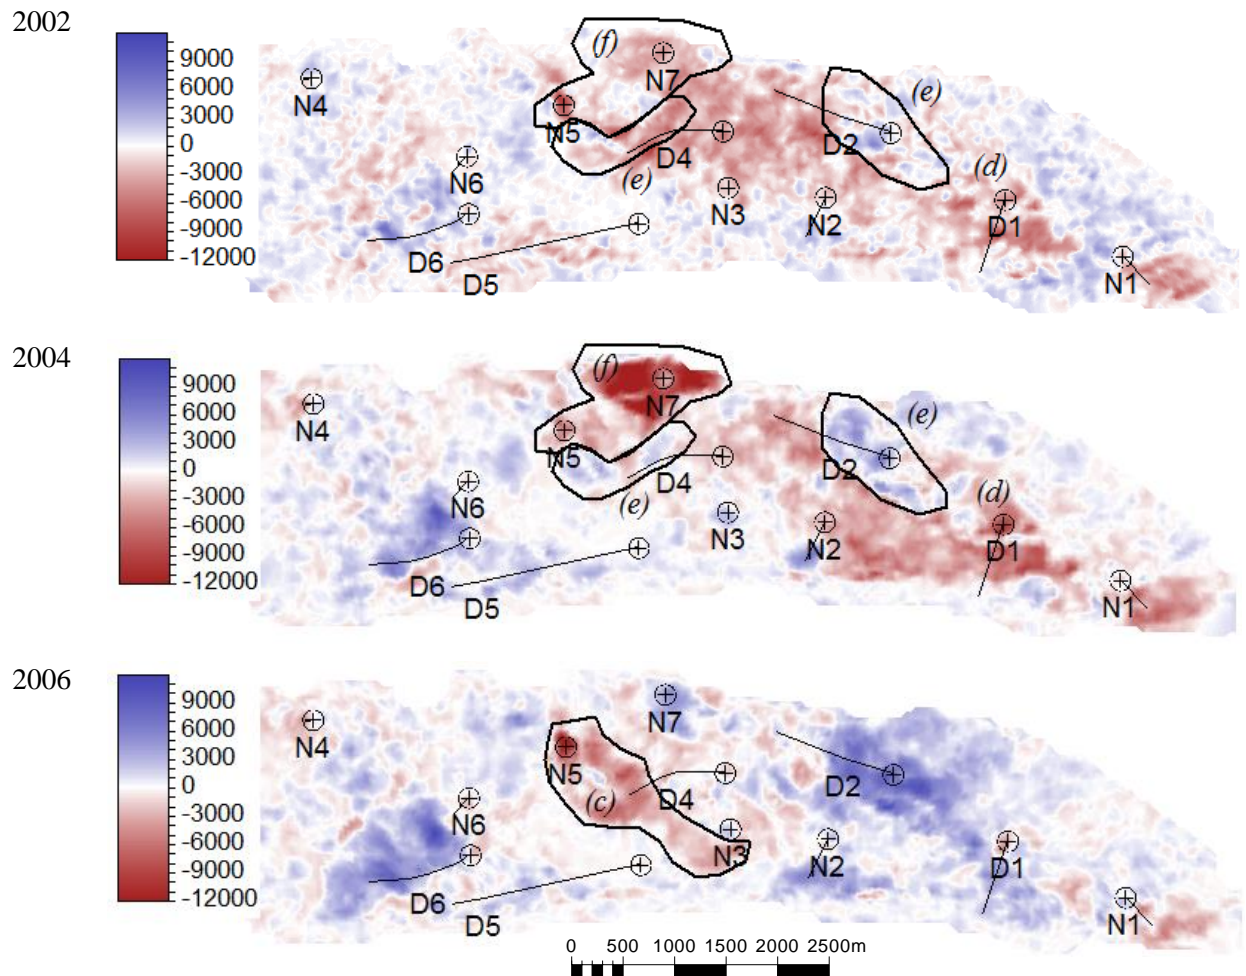 2002
9000
6000
3000
0
-3000
-6000
-9000
-12000
N4
(f)
N7
N5
(e)
D2
(e)
D4
(d)
N6
N3
N2
D1
D6
D5
N1
2004
9000
6000
3000
0
-3000
-6000
-9000
-12000
N4
(f)
N7
N5
(e)
D2
(e)
D4
(d)
N6
N3
N2
D1
D6
D5
N1
2006
9000
6000
3000
0
-3000
-6000
-9000
-12000
N4
N7
N5
D2
(c)
D4
N6
N3
N2
D1
D6
D5
N1
0 500 1000 1500 2000 2500m